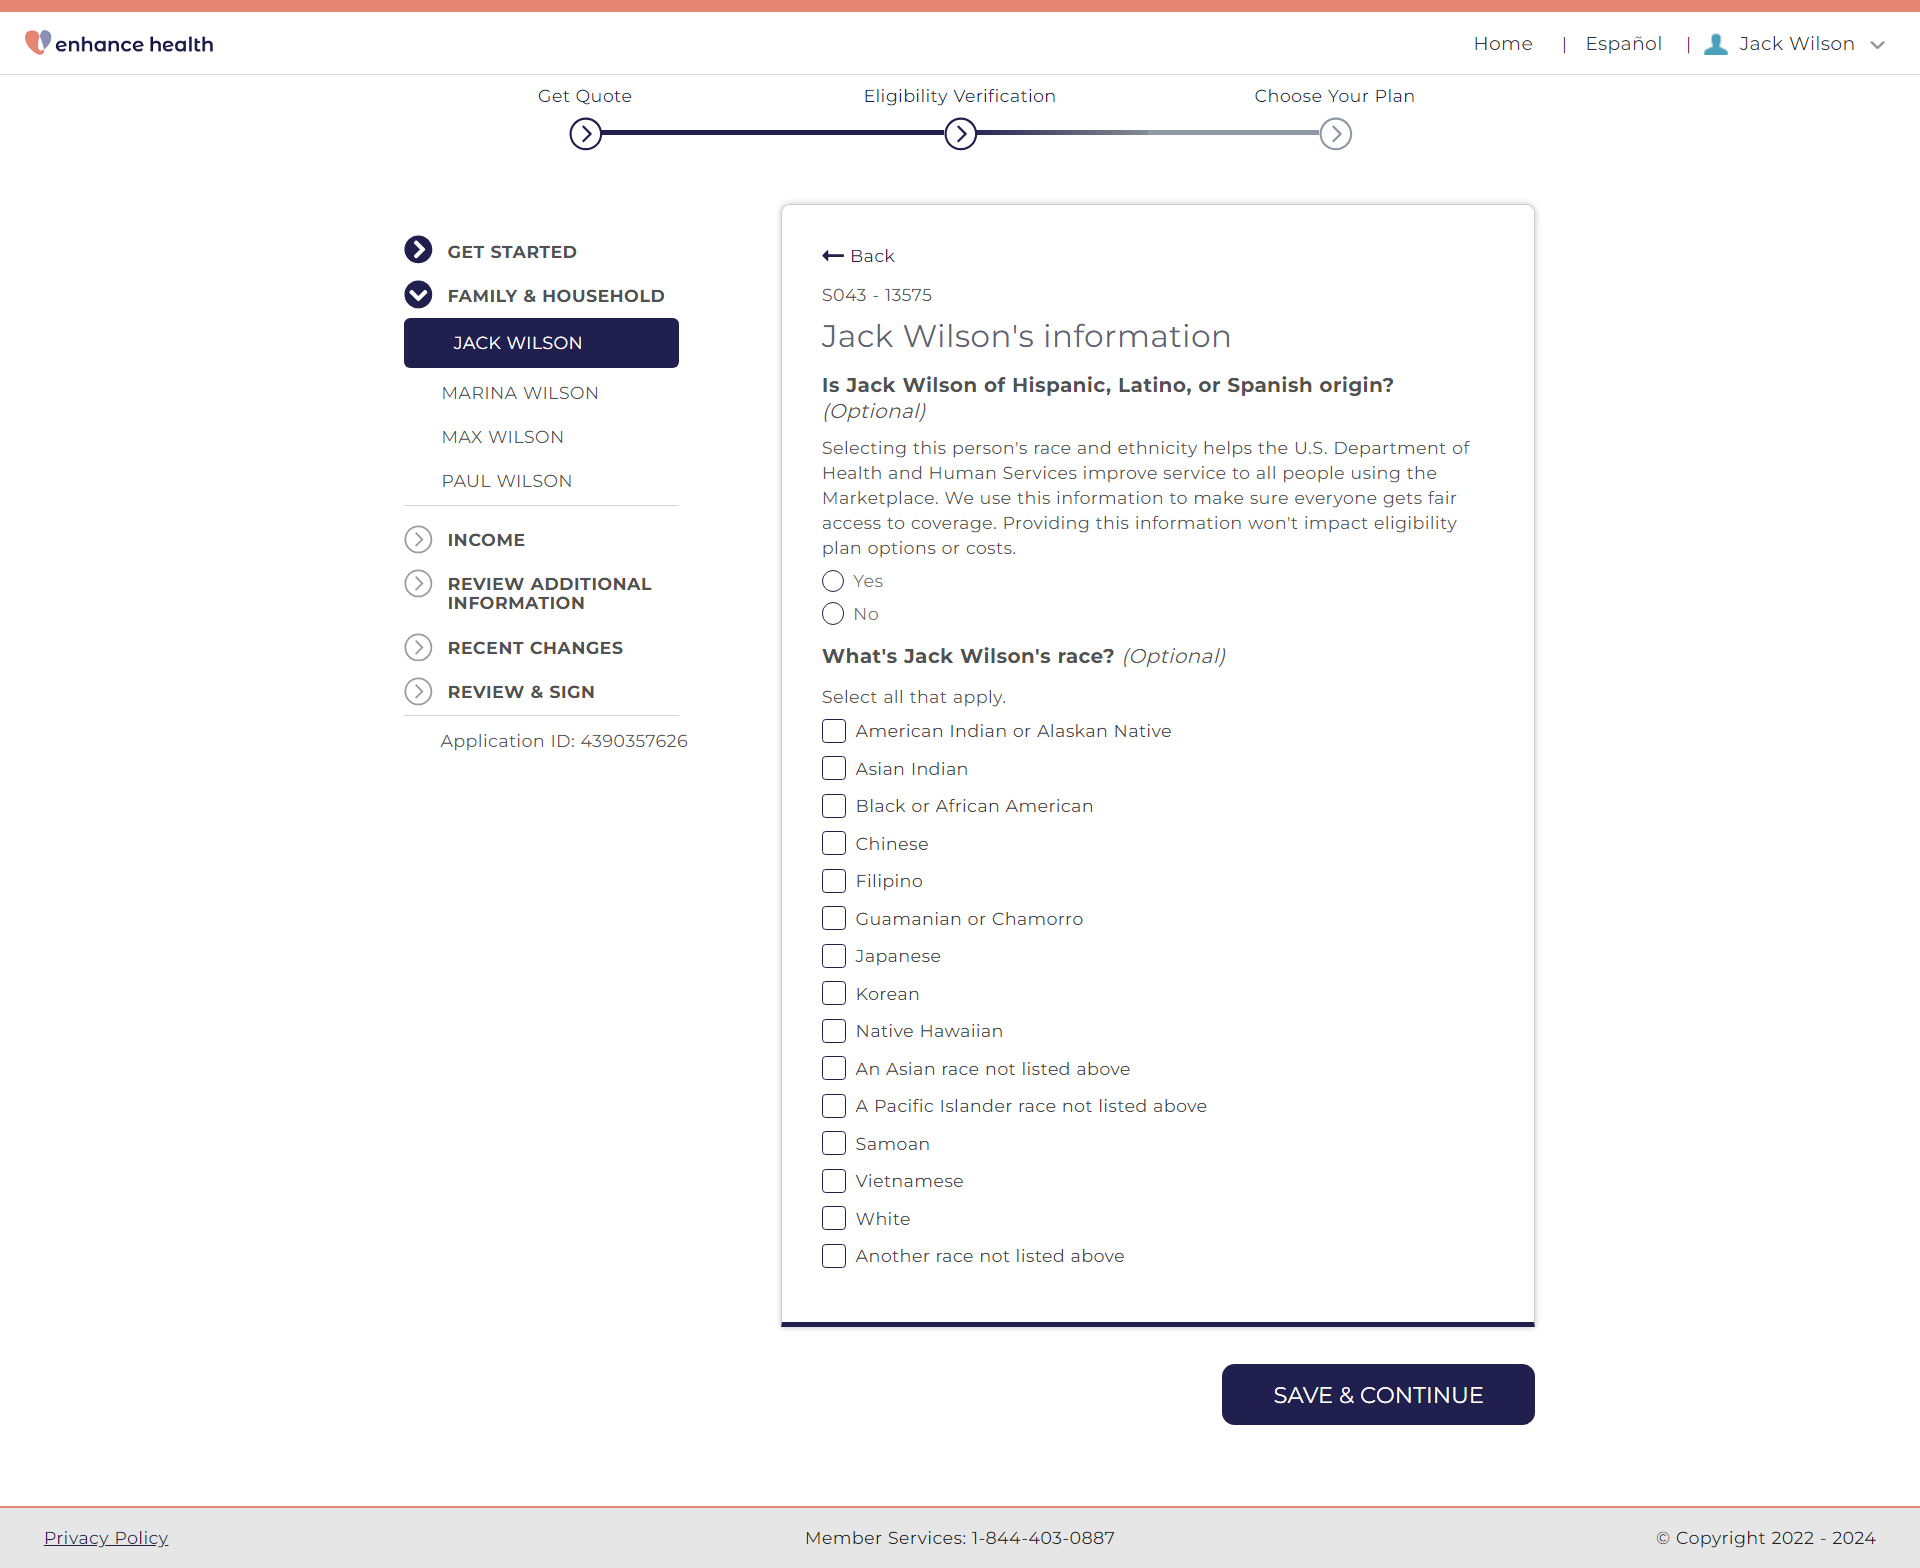 enhance health
Home | Español | Jack Wilson
Get Quote
Eligibility Verification
Choose Your Plan
GET STARTED
FAMILY & HOUSEHOLD
JACK WILSON
MARINA WILSON
MAX WILSON
PAUL WILSON
INCOME
REVIEW ADDITIONAL
INFORMATION
RECENT CHANGES
REVIEW & SIGN
Application ID: 4390357626
Back
S043 - 13575
Jack Wilson's information
Is Jack Wilson of Hispanic, Latino, or Spanish origin?
(Optional)
Selecting this person's race and ethnicity helps the U.S. Department of
Health and Human Services improve service to all people using the
Marketplace. We use this information to make sure everyone gets fair
access to coverage. Providing this information won't impact eligibility
plan options or costs.
Yes
No
What's Jack Wilson's race? (Optional)
Select all that apply.
American Indian or Alaskan Native
Asian Indian
Black or African American
Chinese
Filipino
Guamanian or Chamorro
Japanese
Korean
Native Hawaiian
An Asian race not listed above
A Pacific Islander race not listed above
Samoan
Vietnamese
White
Another race not listed above
SAVE & CONTINUE
Privacy Policy
Member Services: 1-844-403-0887
© Copyright 2022 - 2024